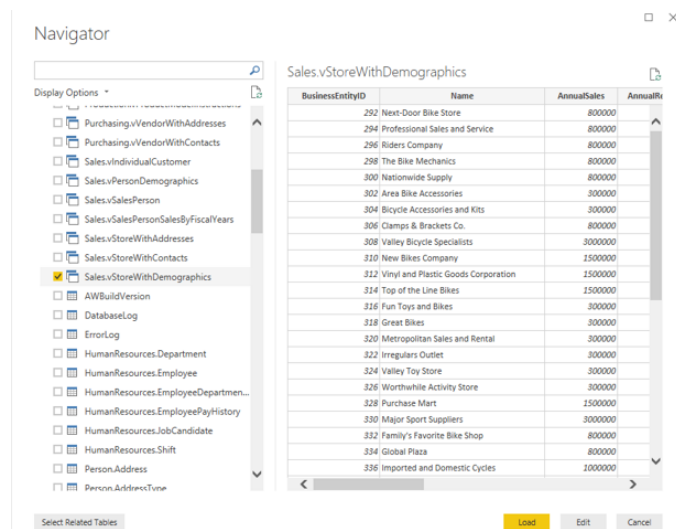 Navigator
Display Options
Purchasing.vVendorWithAddresses
Purchasing.vVendorWithContacts
Sales.vIndividualCustomer
Sales.vPersonDemographics
Sales.vSalesPerson
Sales.vSalesPersonSalesByFiscalYears
Sales.vStoreWithAddresses
Sales.vStoreWithContacts
Sales.vStoreWithDemographics
AWBuildVersion
DatabaseLog
ErrorLog
HumanResources.Department
HumanResources.Employee
HumanResources.EmployeeDepartmen...
HumanResources.EmployeePayHistory
HumanResources.JobCandidate
HumanResources.Shift
Person.Address
Person.AddressType
Select Related Tables
Sales.vStoreWithDemographics
BusinessEntityID Name AnnualSales AnnualRe
292 Next-Door Bike Store 800000
294 Professional Sales and Service 800000
296 Riders Company 800000
298 The Bike Mechanics 800000
300 Nationwide Supply 800000
302 Area Bike Accessories 300000
304 Bicycle Accessories and Kits 300000
306 Clamps & Brackets Co. 800000
308 Valley Bicycle Specialists 3000000
310 New Bikes Company 1500000
312 Vinyl and Plastic Goods Corporation 1500000
314 Top of the Line Bikes 1500000
316 Fun Toys and Bikes 300000
318 Great Bikes 300000
320 Metropolitan Sales and Rental 300000
322 Irregulars Outlet 300000
324 Valley Toy Store 300000
326 Worthwhile Activity Store 300000
328 Purchase Mart 1500000
330 Major Sport Suppliers 3000000
332 Family's Favorite Bike Shop 800000
334 Global Plaza 800000
336 Imported and Domestic Cycles 1000000
Load Edit Cancel